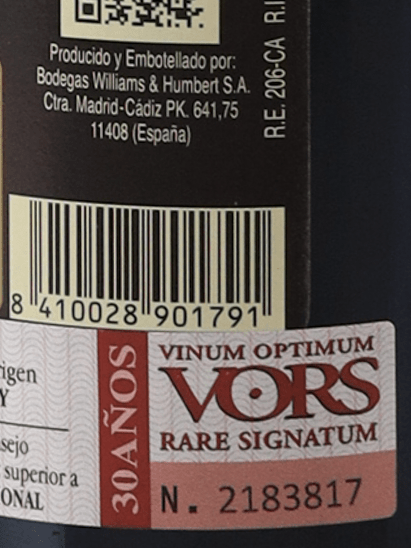 Producido y Embotellado por:
Bodegas Williams & Humbert S.A.
Ctra. Madrid-Cádiz PK. 641,75
11408 (España)
R.E. 206-CA R.I
8 410028 901791
igen
Y
sejo
superior a
ONAL
30 AÑOS
VINUM OPTIMUM
VORS
RARE SIGNATUM
N. 2183817